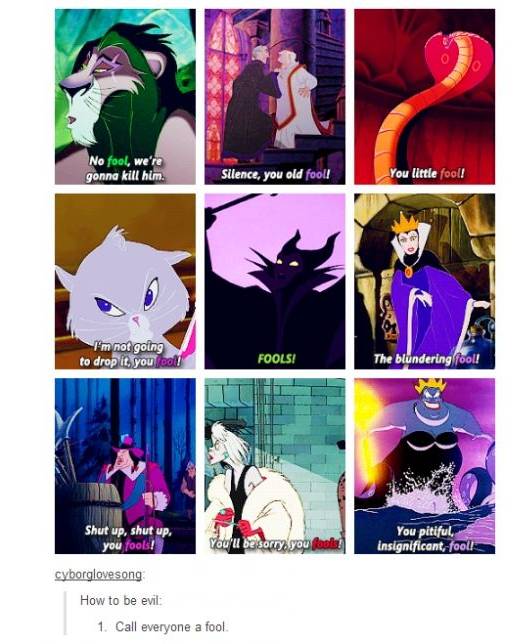 No fool, we're
gonna kill him.
Silence, you old fool!
You little fool!
I'm not going
to drop it, you fool!
FOOLS!
The blundering fool!
Shut up, shut up,
you fools!
You'll be sorry, you fools!
You pitiful,
insignificant, fool!
cyborglovesong:
How to be evil:
1. Call everyone a fool.